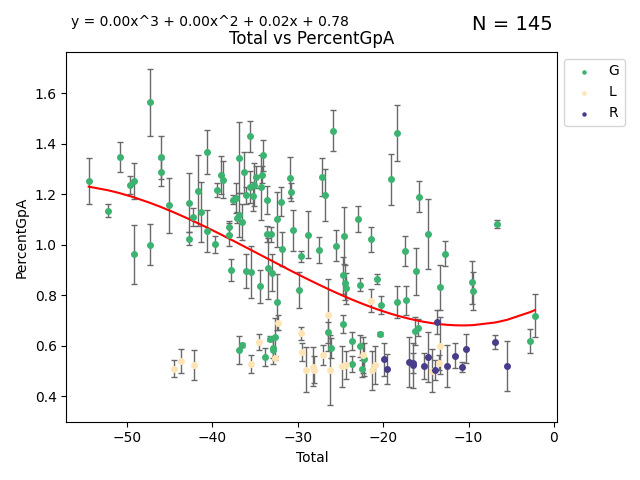 y = 0.00x^3 + 0.00x^2 + 0.02x + 0.78
N = 145
Total vs PercentGpA
G
L
R
PercentGpA
1.6
1.4
1.2
1.0
0.8
0.6
0.4
−50
−40
−30
−20
−10
0
Total